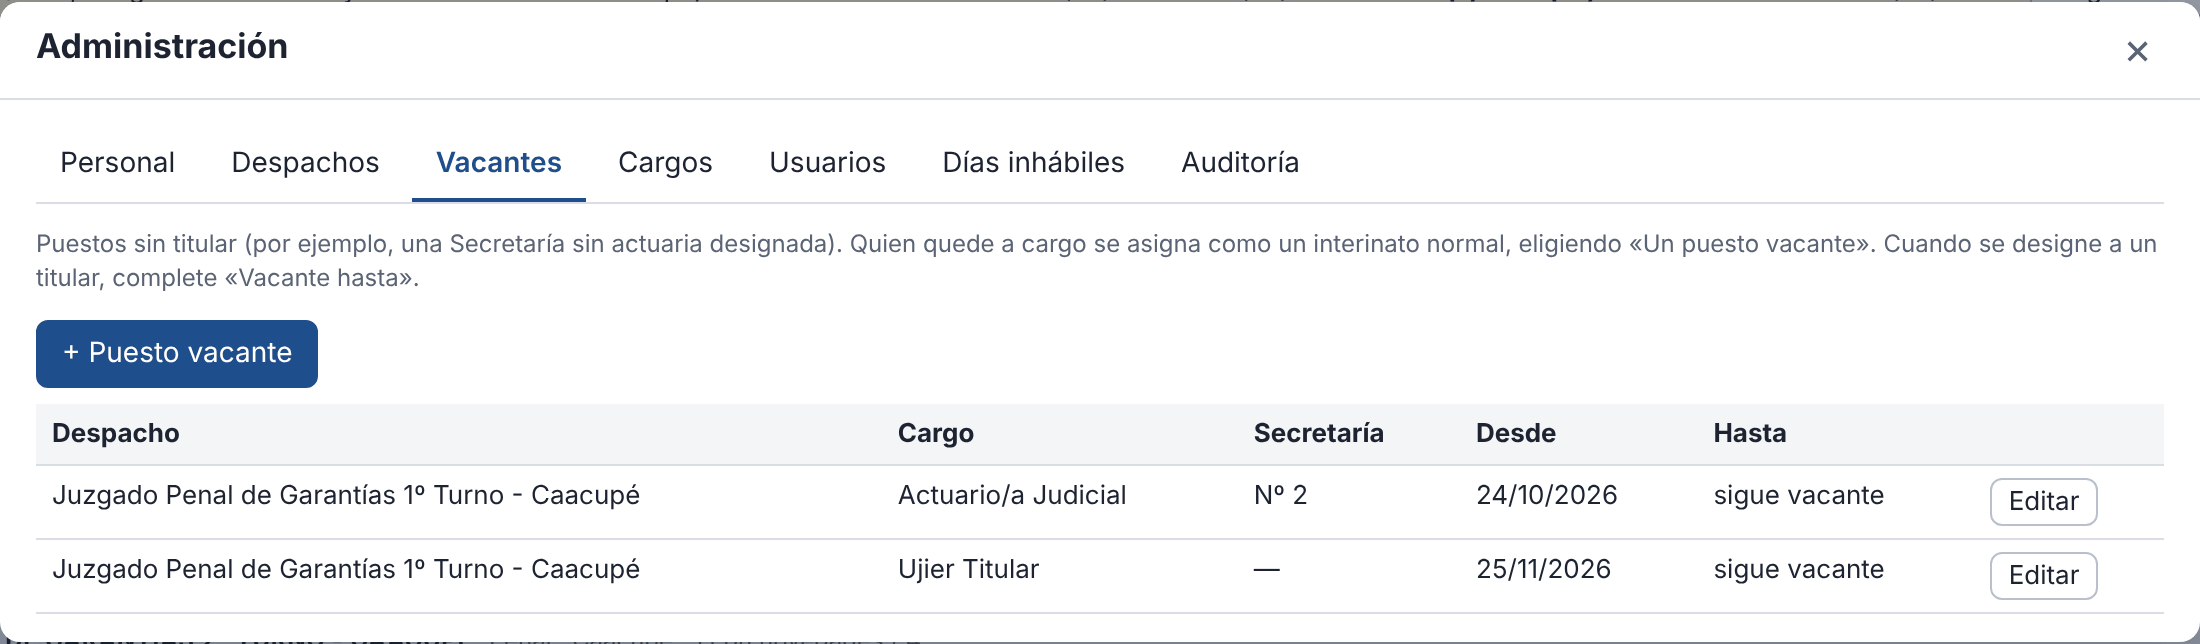 Administración
×
Personal Despachos Vacantes Cargos Usuarios Días inhábiles Auditoría
Puestos sin titular (por ejemplo, una Secretaría sin actuaria designada). Quien quede a cargo se asigna como un interinato normal, eligiendo «Un puesto vacante». Cuando se designe a un
titular, complete «Vacante hasta».
+ Puesto vacante
Despacho Cargo Secretaría Desde Hasta
Juzgado Penal de Garantías 1º Turno - Caacupé Actuario/a Judicial Nº 2 24/10/2026 sigue vacante Editar
Juzgado Penal de Garantías 1º Turno - Caacupé Ujier Titular — 25/11/2026 sigue vacante Editar